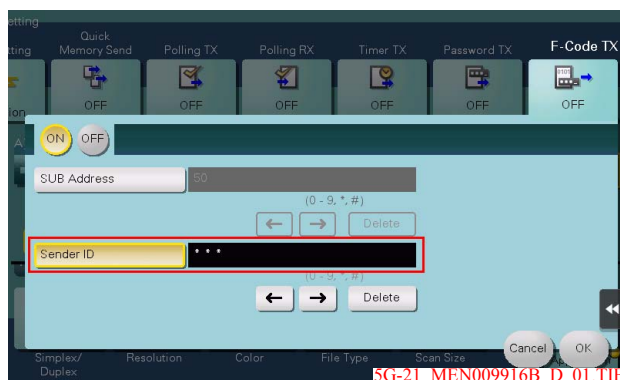 etting
Quick
tting Memory Send Polling TX Polling RX Timer TX Password TX F-Code TX
ion OFF OFF OFF OFF OFF OFF
A
ON OFF
SUB Address 50
(0 - 9, *, #)
← → Delete
Sender ID * * *
(0 - 9, *, #)
← → Delete
Cancel OK
Simplex/ Resolution Color File Type Scan Size
Duplex
5G-21_MEN009916B_D_01.TIF